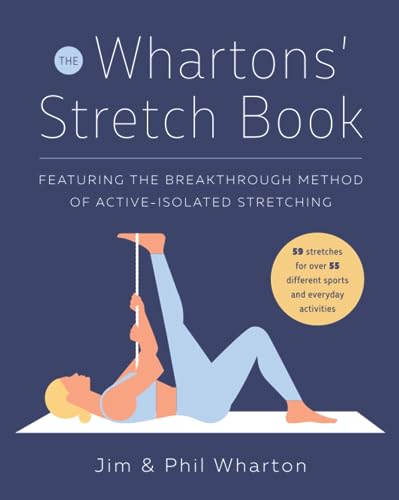 THE Whartons'
Stretch Book
FEATURING THE BREAKTHROUGH METHOD
OF ACTIVE-ISOLATED STRETCHING
59 stretches
for over 55
different sports
and everyday
activities
Jim & Phil Wharton